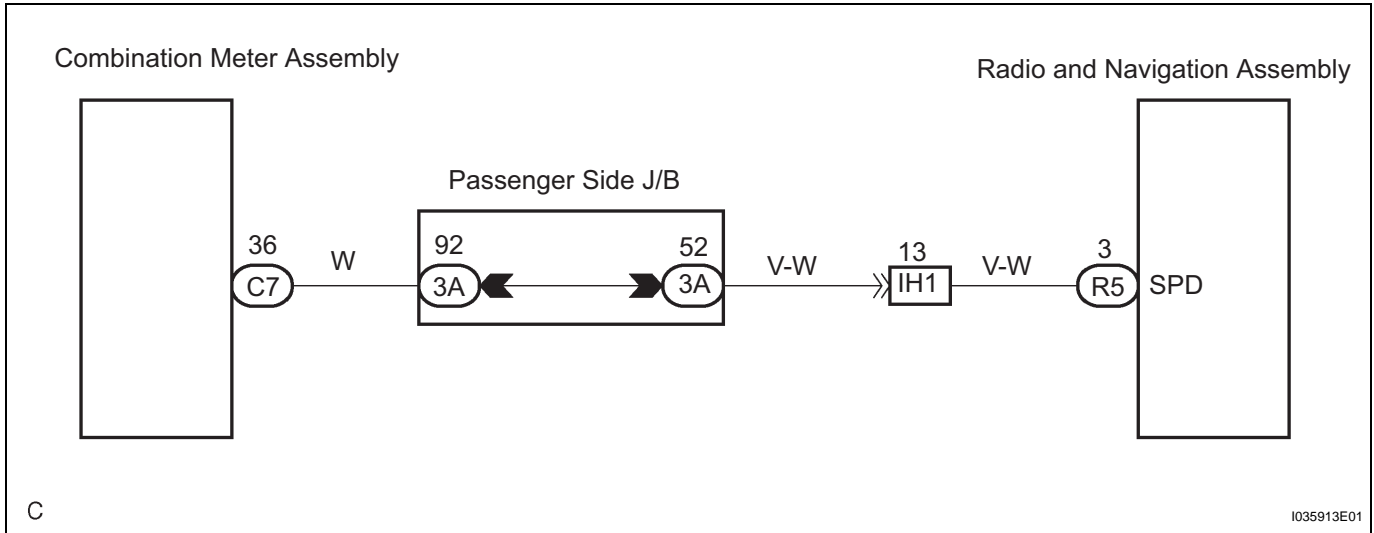 Combination Meter Assembly
Radio and Navigation Assembly
Passenger Side J/B
36
W
92
52
V-W
13
V-W
3
C7
3A
3A
IH1
R5
SPD
C
I035913E01